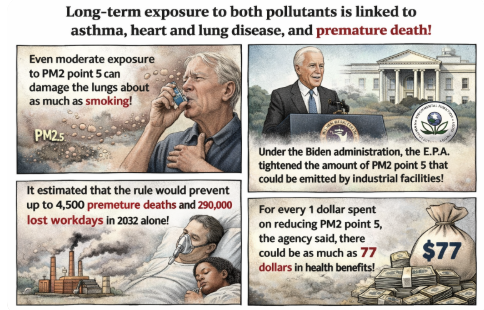 Long-term exposure to both pollutants is linked to
asthma, heart and lung disease, and premature death!
Even moderate exposure
to PM2 point 5 can
damage the lungs about
as much as smoking!
PM2.5
Under the Biden administration, the E.P.A.
tightened the amount of PM2 point 5 that
could be emitted by industrial facilities!
It estimated that the rule would prevent
up to 4,500 premeture deaths and 290,000
lost workdays in 2032 alone!
For every 1 dollar spent
on reducing PM2 point 5,
the agency said, there
could be as much as 77
dollars in health benefits!
$77